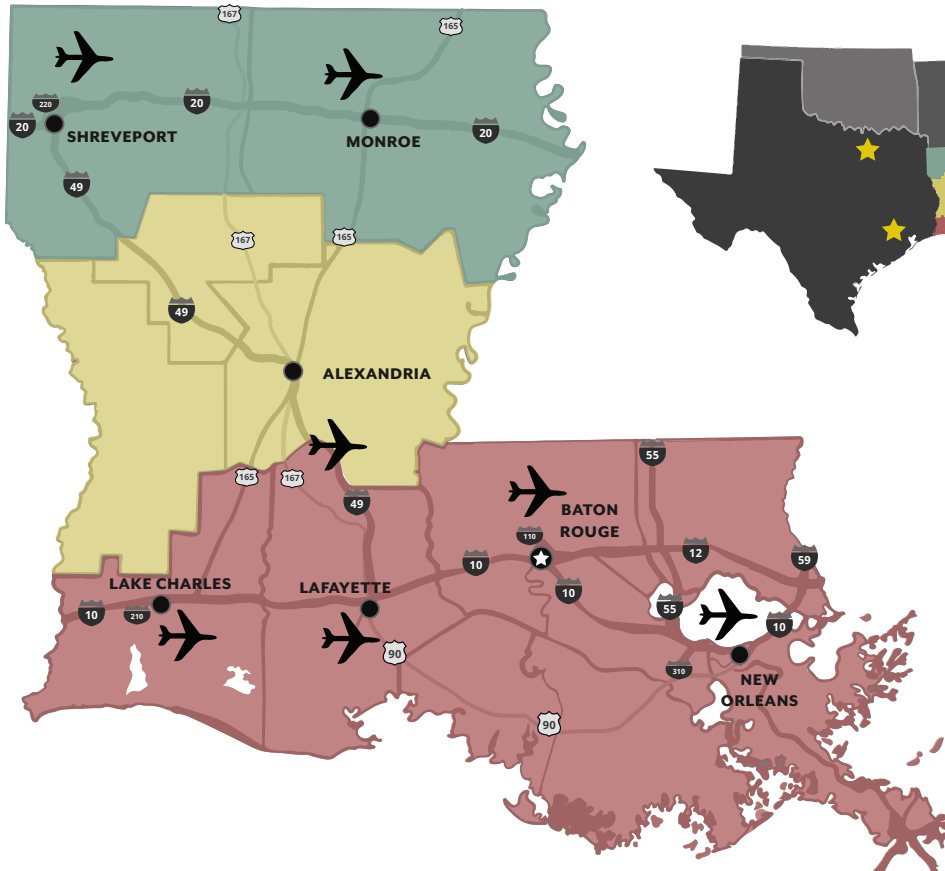 167
165
220
20
20
20
SHREVEPORT
MONROE
49
167
165
49
ALEXANDRIA
165
167
49
55
BATON
ROUGE
110
10
12
59
LAKE CHARLES
LAFAYETTE
10
210
10
55
10
90
310
NEW
ORLEANS
90